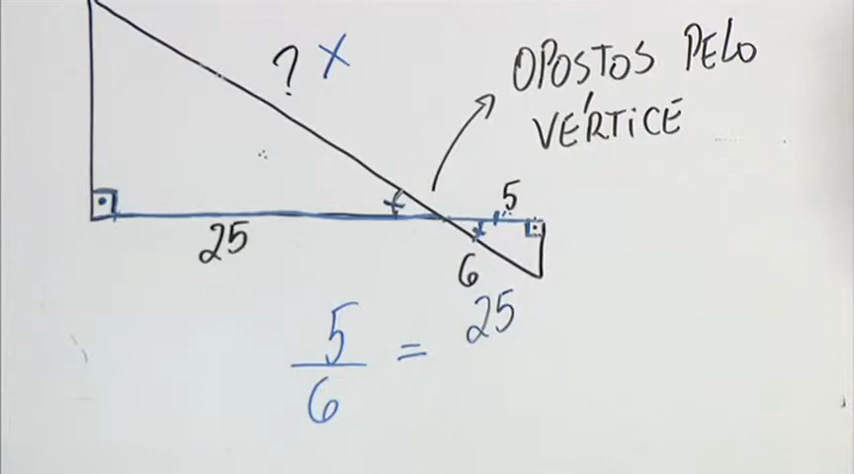 ? X
OPOSTOS PELO
VÉRTICE
5
25
6
5/6 = 25